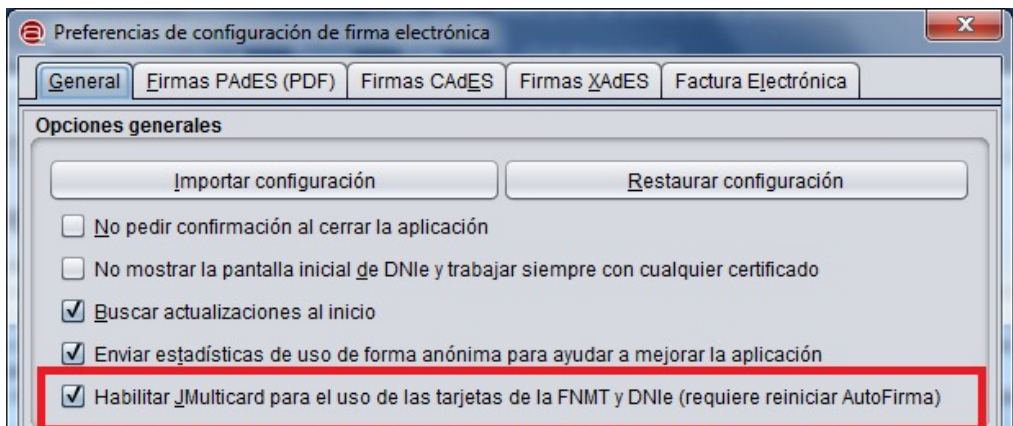 Preferencias de configuración de firma electrónica
General Firmas PAdES (PDF) Firmas CAdES Firmas XAdES Factura Electrónica
Opciones generales
Importar configuración Restaurar configuración
No pedir confirmación al cerrar la aplicación
No mostrar la pantalla inicial de DNIe y trabajar siempre con cualquier certificado
Buscar actualizaciones al inicio
Enviar estadísticas de uso de forma anónima para ayudar a mejorar la aplicación
Habilitar JMulticard para el uso de las tarjetas de la FNMT y DNIe (requiere reiniciar AutoFirma)